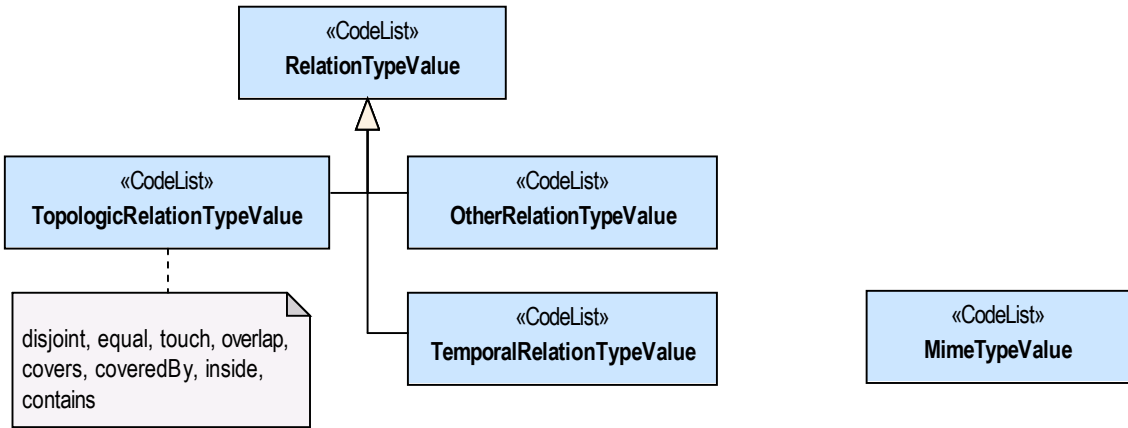 «CodeList»
RelationTypeValue
«CodeList»
TopologicRelationTypeValue
«CodeList»
OtherRelationTypeValue
disjoint, equal, touch, overlap,
covers, coveredBy, inside,
contains
«CodeList»
TemporalRelationTypeValue
«CodeList»
MimeTypeValue